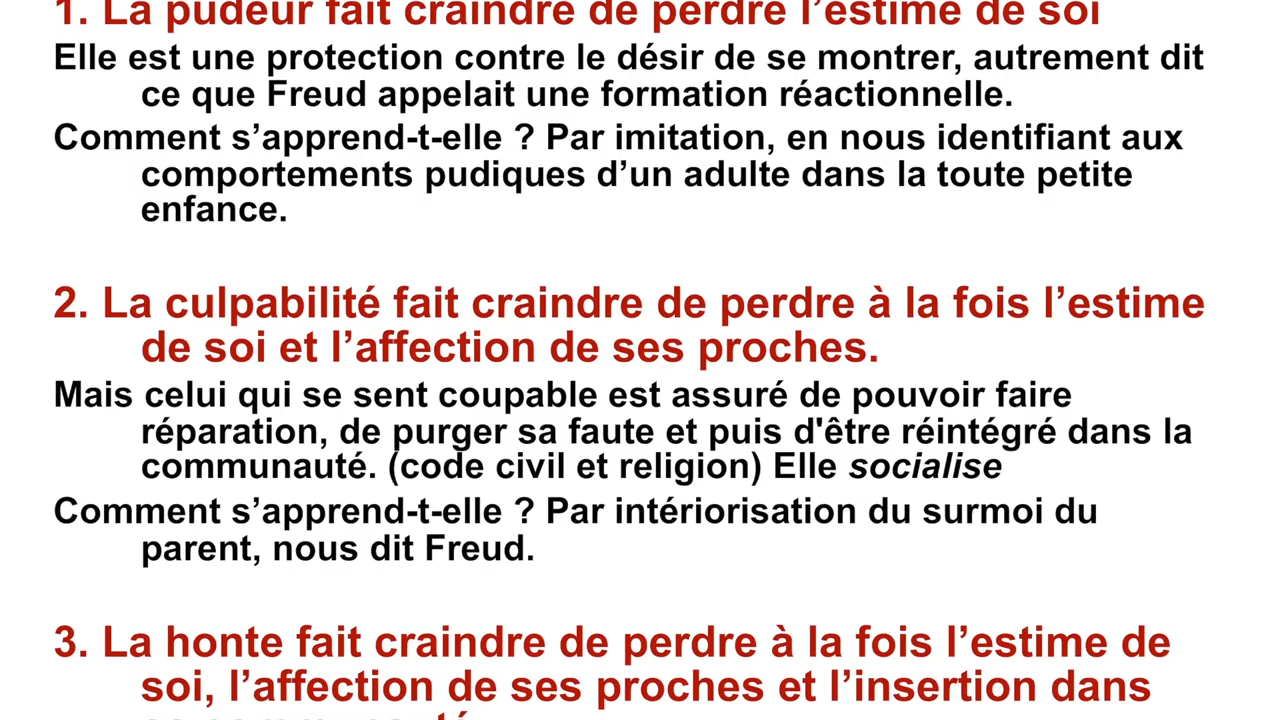 1. La pudeur fait craindre de perdre l’estime de soi
Elle est une protection contre le désir de se montrer, autrement dit
ce que Freud appelait une formation réactionnelle.
Comment s’apprend-t-elle ? Par imitation, en nous identifiant aux
comportements pudiques d’un adulte dans la toute petite
enfance.
2. La culpabilité fait craindre de perdre à la fois l’estime
de soi et l’affection de ses proches.
Mais celui qui se sent coupable est assuré de pouvoir faire
réparation, de purger sa faute et puis d'être réintégré dans la
communauté. (code civil et religion) Elle socialise
Comment s’apprend-t-elle ? Par intériorisation du surmoi du
parent, nous dit Freud.
3. La honte fait craindre de perdre à la fois l’estime de
soi, l’affection de ses proches et l’insertion dans